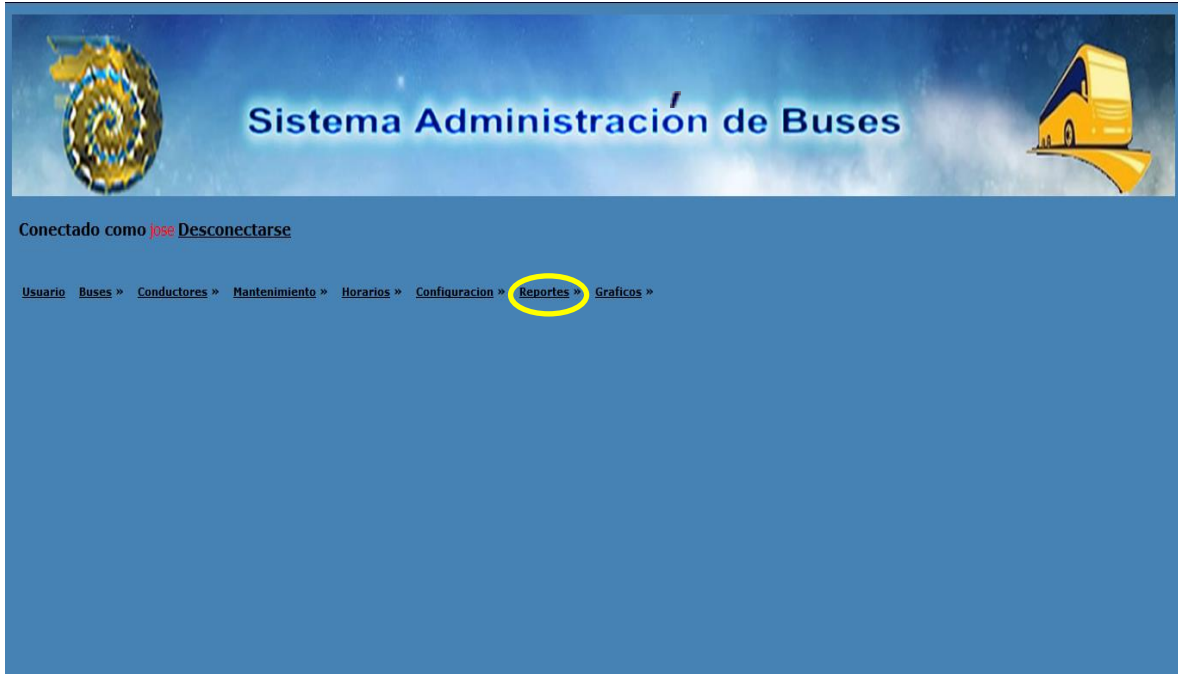 Sistema Administración de Buses
Conectado como jose Desconectarse
Usuario Buses » Conductores » Mantenimiento » Horarios » Configuracion » Reportes » Graficos »